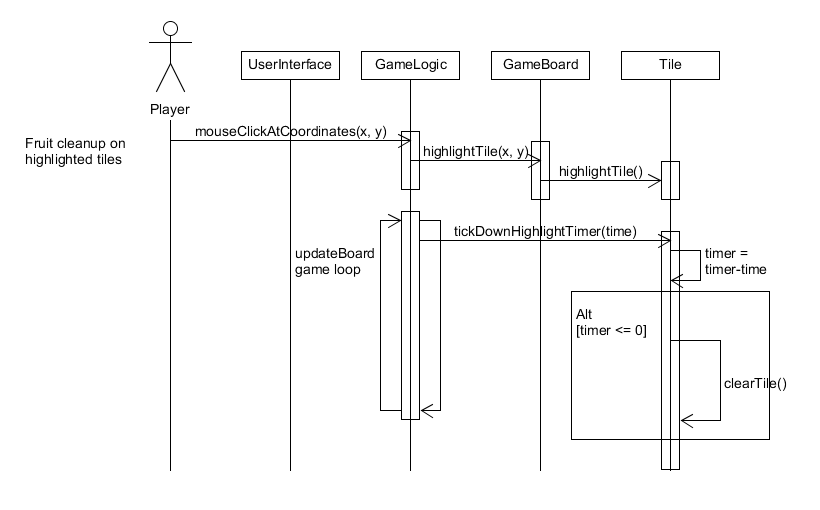 UserInterface
GameLogic
GameBoard
Tile
Player
mouseClickAtCoordinates(x, y)
Fruit cleanup on
highlighted tiles
highlightTile(x, y)
highlightTile()
tickDownHighlightTimer(time)
updateBoard
game loop
timer =
timer-time
Alt
[timer <= 0]
clearTile()